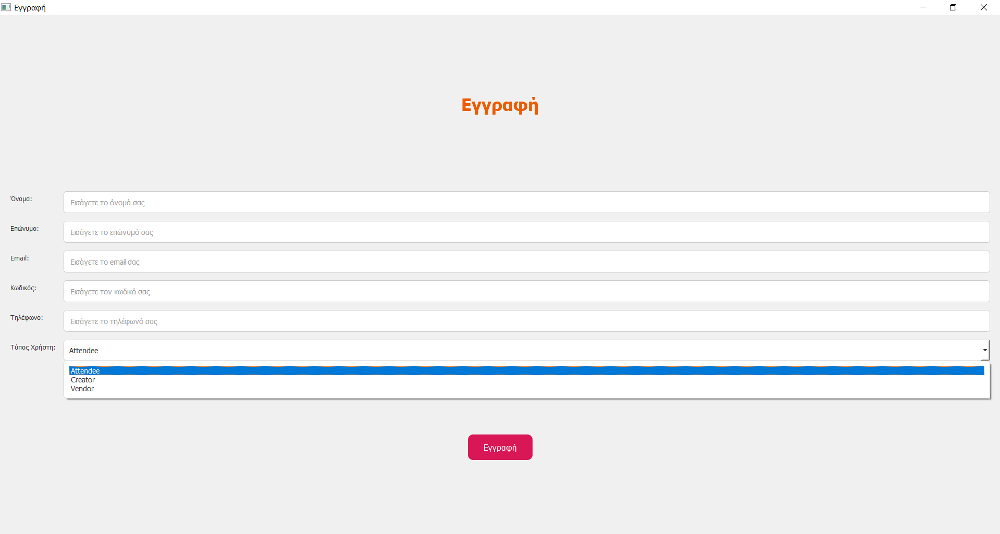 Εγγραφή
Εγγραφή
Όνομα:
Εισάγετε το όνομά σας
Επώνυμο:
Εισάγετε το επώνυμό σας
Email:
Εισάγετε το email σας
Κωδικός:
Εισάγετε τον κωδικό σας
Τηλέφωνο:
Εισάγετε το τηλέφωνό σας
Τύπος Χρήστη:
Attendee
Attendee
Creator
Vendor
Εγγραφή